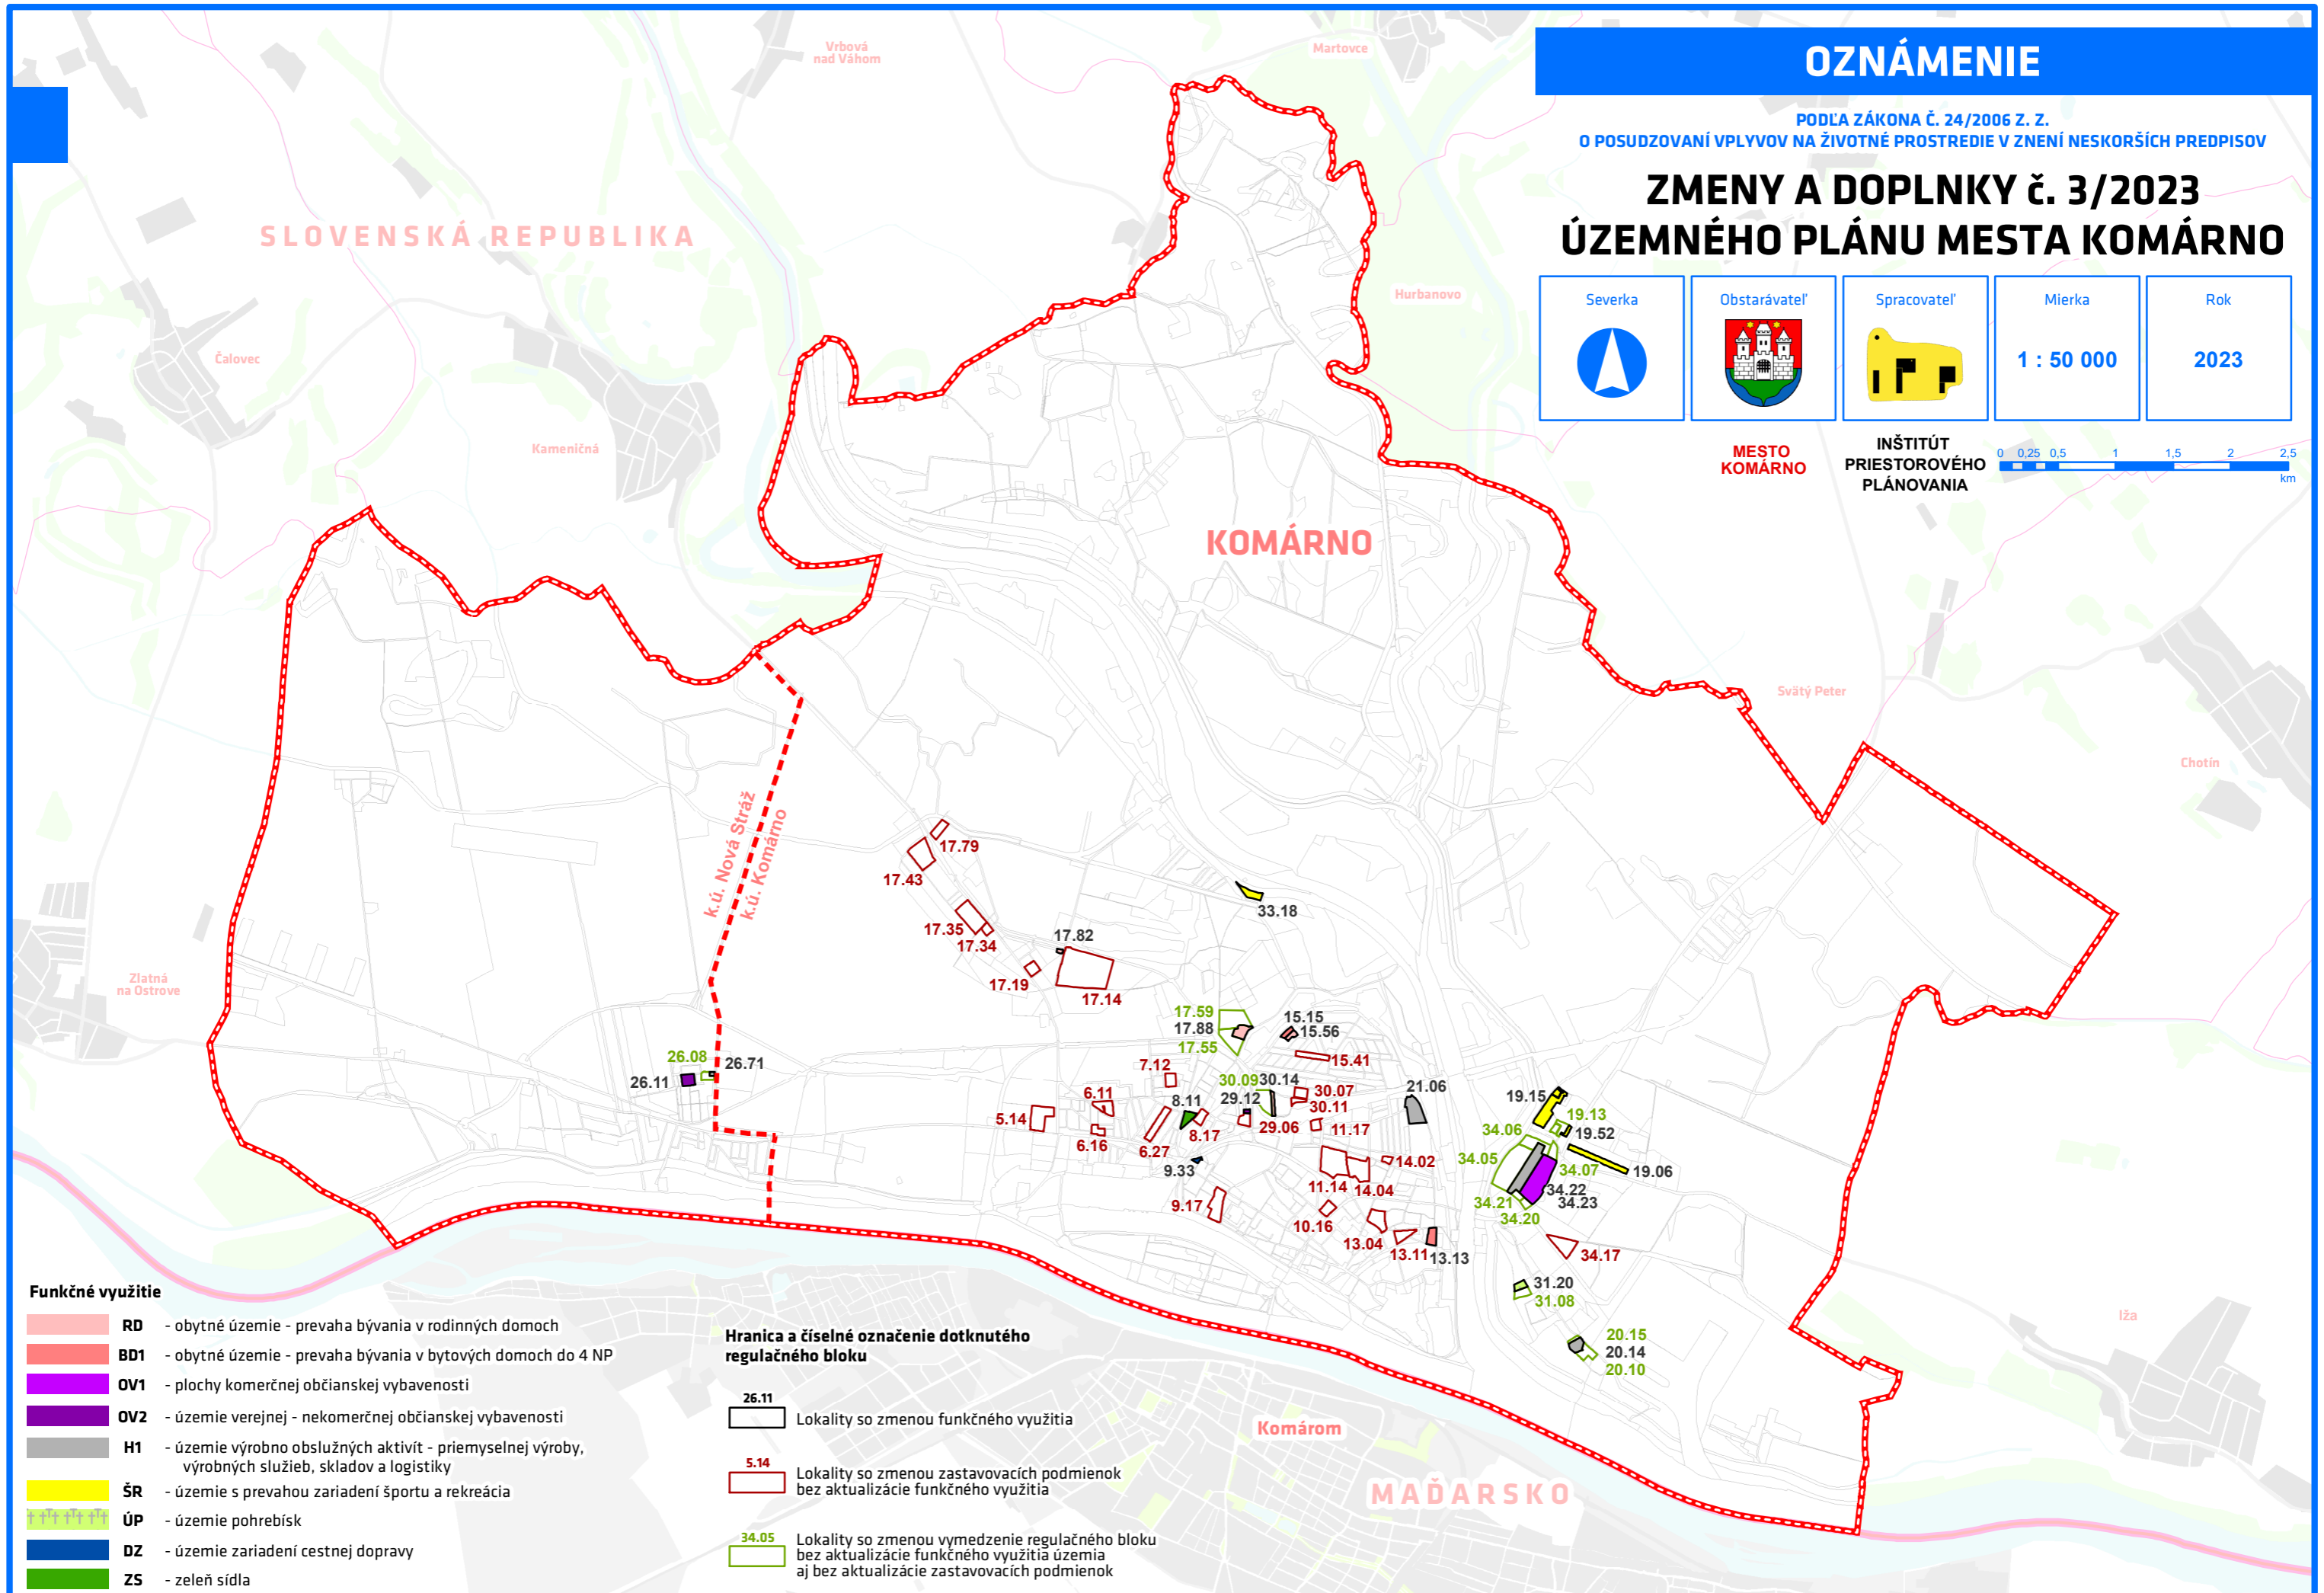 OZNÁMENIE
PODĽA ZÁKONA Č. 24/2006 Z. Z.
O POSUDZOVANÍ VPLYVOV NA ŽIVOTNÉ PROSTREDIE V ZNENÍ NESKORŠÍCH PREDPISOV
ZMENY A DOPLNKY č. 3/2023
ÚZEMNÉHO PLÁNU MESTA KOMÁRNO
Severka
Obstarávateľ
Spracovateľ
Mierka
Rok
1 : 50 000
2023
MESTO
KOMÁRNO
INŠTITÚT
PRIESTOROVÉHO
PLÁNOVANIA
0 0,25 0,5 1 1,5 2 2,5
km
Vrbová
nad Váhom
Martovce
SLOVENSKÁ REPUBLIKA
Hurbanovo
Čalovec
Kameničná
KOMÁRNO
Svätý Peter
Chotín
k.ú. Nová Stráž
k.ú. Komárno
Zlatná
na Ostrove
Iža
Komárom
MAĎARSKO
17.79
17.43
33.18
17.35
17.34
17.82
17.19
17.14
17.59
17.88
17.55
15.15
15.56
15.41
26.08
26.71
26.11
7.12
30.09
30.14
30.07
30.11
29.12
29.06
21.06
6.11
8.11
5.14
6.16
6.27
8.17
11.17
9.33
19.15
19.13
19.52
34.06
34.05
19.06
34.07
34.22
34.23
34.21
34.20
14.02
11.14
14.04
9.17
10.16
13.04
13.11
13.13
34.17
31.20
31.08
20.15
20.14
20.10
Funkčné využitie
RD - obytné územie - prevaha bývania v rodinných domoch
BD1 - obytné územie - prevaha bývania v bytových domoch do 4 NP
OV1 - plochy komerčnej občianskej vybavenosti
OV2 - územie verejnej - nekomerčnej občianskej vybavenosti
H1 - územie výrobno obslužných aktivít - priemyselnej výroby,
výrobných služieb, skladov a logistiky
ŠR - územie s prevahou zariadení športu a rekreácia
ÚP - územie pohrebísk
DZ - územie zariadení cestnej dopravy
ZS - zeleň sídla
Hranica a číselné označenie dotknutého
regulačného bloku
26.11
Lokality so zmenou funkčného využitia
5.14
Lokality so zmenou zastavovacích podmienok
bez aktualizácie funkčného využitia
34.05
Lokality so zmenou vymedzenie regulačného bloku
bez aktualizácie funkčného využitia územia
aj bez aktualizácie zastavovacích podmienok